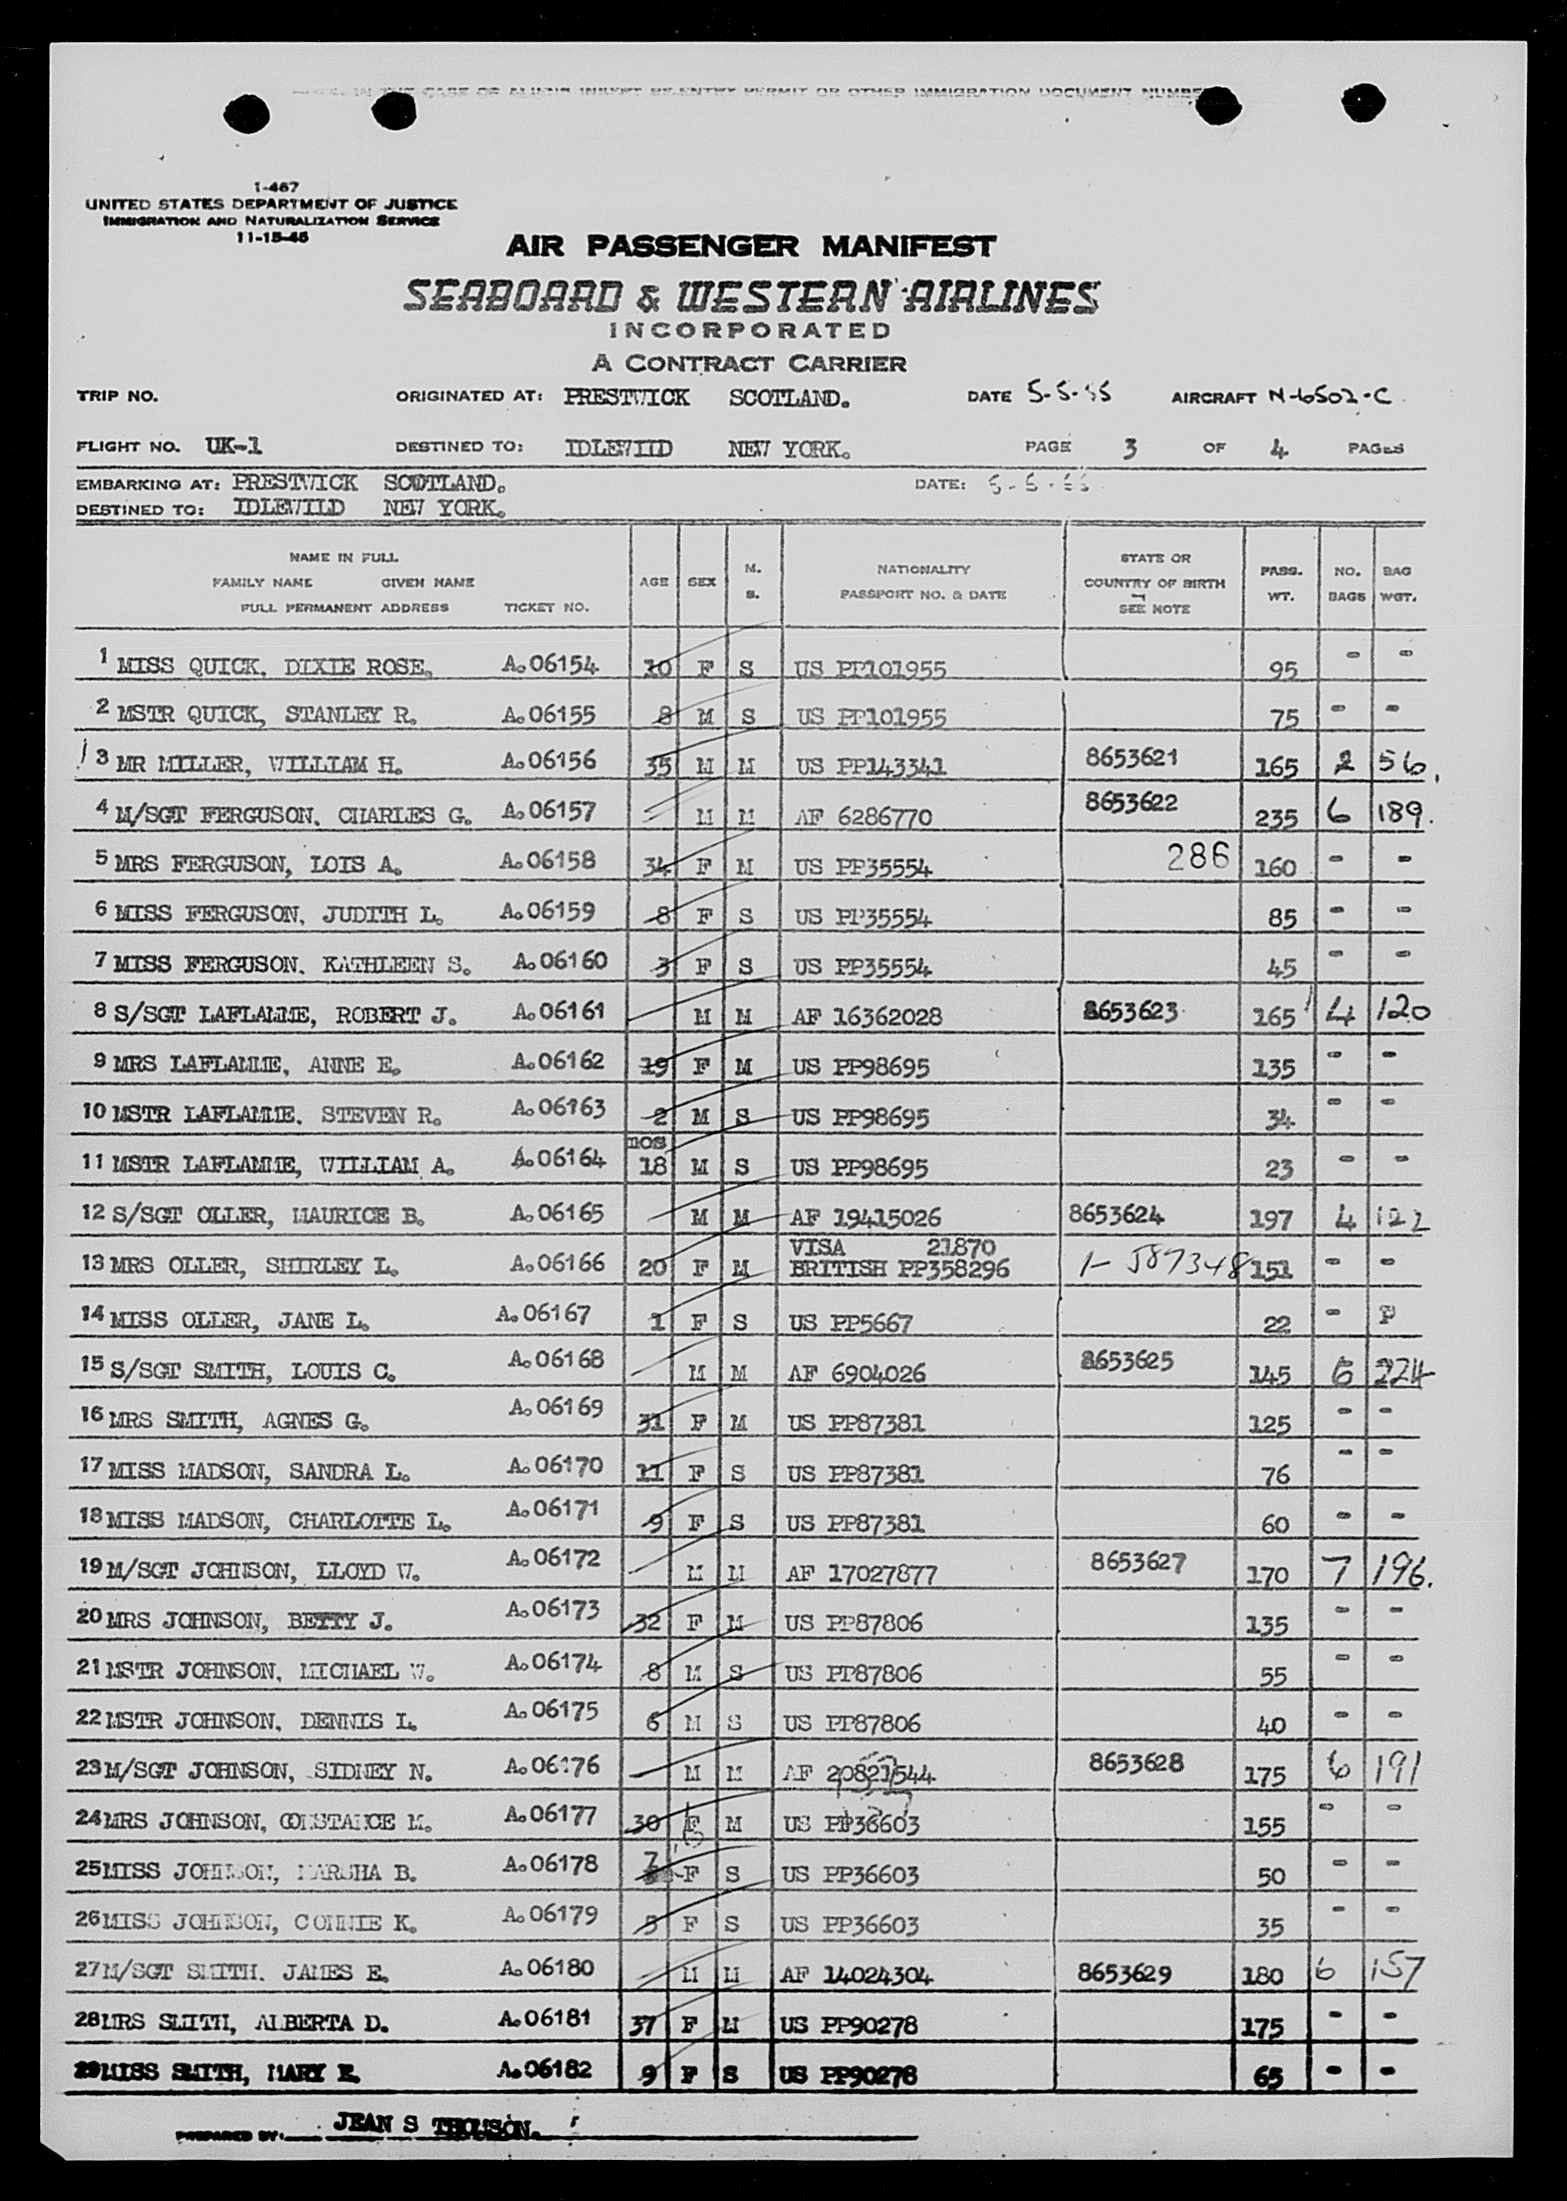 IN THE CASE OF ALIENS INSERT RE-ENTRY PERMIT OR OTHER IMMIGRATION DOCUMENT NUMBER
1-467
UNITED STATES DEPARTMENT OF JUSTICE
IMMIGRATION AND NATURALIZATION SERVICE
11-15-45
AIR PASSENGER MANIFEST
SEABOARD & WESTERN AIRLINES
INCORPORATED
A CONTRACT CARRIER
TRIP NO. ORIGINATED AT: PRESTWICK SCOTLAND. DATE 5-5-55 AIRCRAFT N-6502-C
FLIGHT NO. UK-1 DESTINED TO: IDLEWIID NEW YORK. PAGE 3 OF 4 PAGES
EMBARKING AT: PRESTWICK SCOTLAND. DATE: 5-5-55
DESTINED TO: IDLEWILD NEW YORK.
NAME IN FULL
FAMILY NAME GIVEN NAME
FULL PERMANENT ADDRESS TICKET NO. AGE SEX M. S. NATIONALITY PASSPORT NO. & DATE STATE OR COUNTRY OF BIRTH SEE NOTE PASS. WT. NO. BAGS BAG WGT.
1 MISS QUICK, DIXIE ROSE. A.06154 10 F S US PP101955 95 - -
2 MSTR QUICK, STANLEY R. A.06155 8 M S US PP101955 75 - -
3 MR MILLER, WILLIAM H. A.06156 35 M M US PP143341 8653621 165 2 56.
4 M/SGT FERGUSON. CHARLES G. A.06157 M M AF 6286770 8653622 235 6 189.
5 MRS FERGUSON, LOIS A. A.06158 34 F M US PP35554 286 160 - -
6 MISS FERGUSON, JUDITH L. A.06159 8 F S US PP35554 85 - -
7 MISS FERGUSON. KATHLEEN S. A.06160 3 F S US PP35554 45 - -
8 S/SGT LAFLAMME, ROBERT J. A.06161 M M AF 16362028 8653623 165 4 120
9 MRS LAFLAMME, ANNE E. A.06162 19 F M US PP98695 135 - -
10 MSTR LAFLAMME. STEVEN R. A.06163 2 M S US PP98695 34 - -
11 MSTR LAFLAMME, WILLIAM A. A.06164 MOS 18 M S US PP98695 23 - -
12 S/SGT OLLER, MAURICE B. A.06165 M M AF 19415026 8653624 197 4 122
13 MRS OLLER, SHIRLEY L. A.06166 20 F M VISA 21870 BRITISH PP358296 1-587348 151 - -
14 MISS OLLER, JANE L. A.06167 1 F S US PP5667 22 -
15 S/SGT SMITH, LOUIS C. A.06168 M M AF 6904026 8653625 145 6 224
16 MRS SMITH, AGNES G. A.06169 31 F M US PP87381 125 - -
17 MISS MADSON, SANDRA L. A.06170 11 F S US PP87381 76 - -
18 MISS MADSON, CHARLOTTE L. A.06171 9 F S US PP87381 60 - -
19 M/SGT JOHNSON, LLOYD W. A.06172 M M AF 17027877 8653627 170 7 196.
20 MRS JOHNSON, BETTY J. A.06173 32 F M US PP87806 135 - -
21 MSTR JOHNSON, MICHAEL W. A.06174 8 M S US PP87806 55 - -
22 MSTR JOHNSON, DENNIS L. A.06175 6 M S US PP87806 40 - -
23 M/SGT JOHNSON, SIDNEY N. A.06176 M M AF 20821544 8653628 175 6 191
24 MRS JOHNSON, CONSTANCE M. A.06177 30 F M US PP36603 155 - -
25 MISS JOHNSON, MARSHA B. A.06178 7 F S US PP36603 50 - -
26 MISS JOHNSON, CONNIE K. A.06179 5 F S US PP36603 35 - -
27 M/SGT SMITH. JAMES E. A.06180 M M AF 14024304 8653629 180 6 157
28 MRS SMITH, ALBERTA D. A.06181 37 F M US PP90278 175 - -
29 MISS SMITH, MARY E. A.06182 9 F S US PP90278 65 - -
PREPARED BY: JEAN S THOMSON.